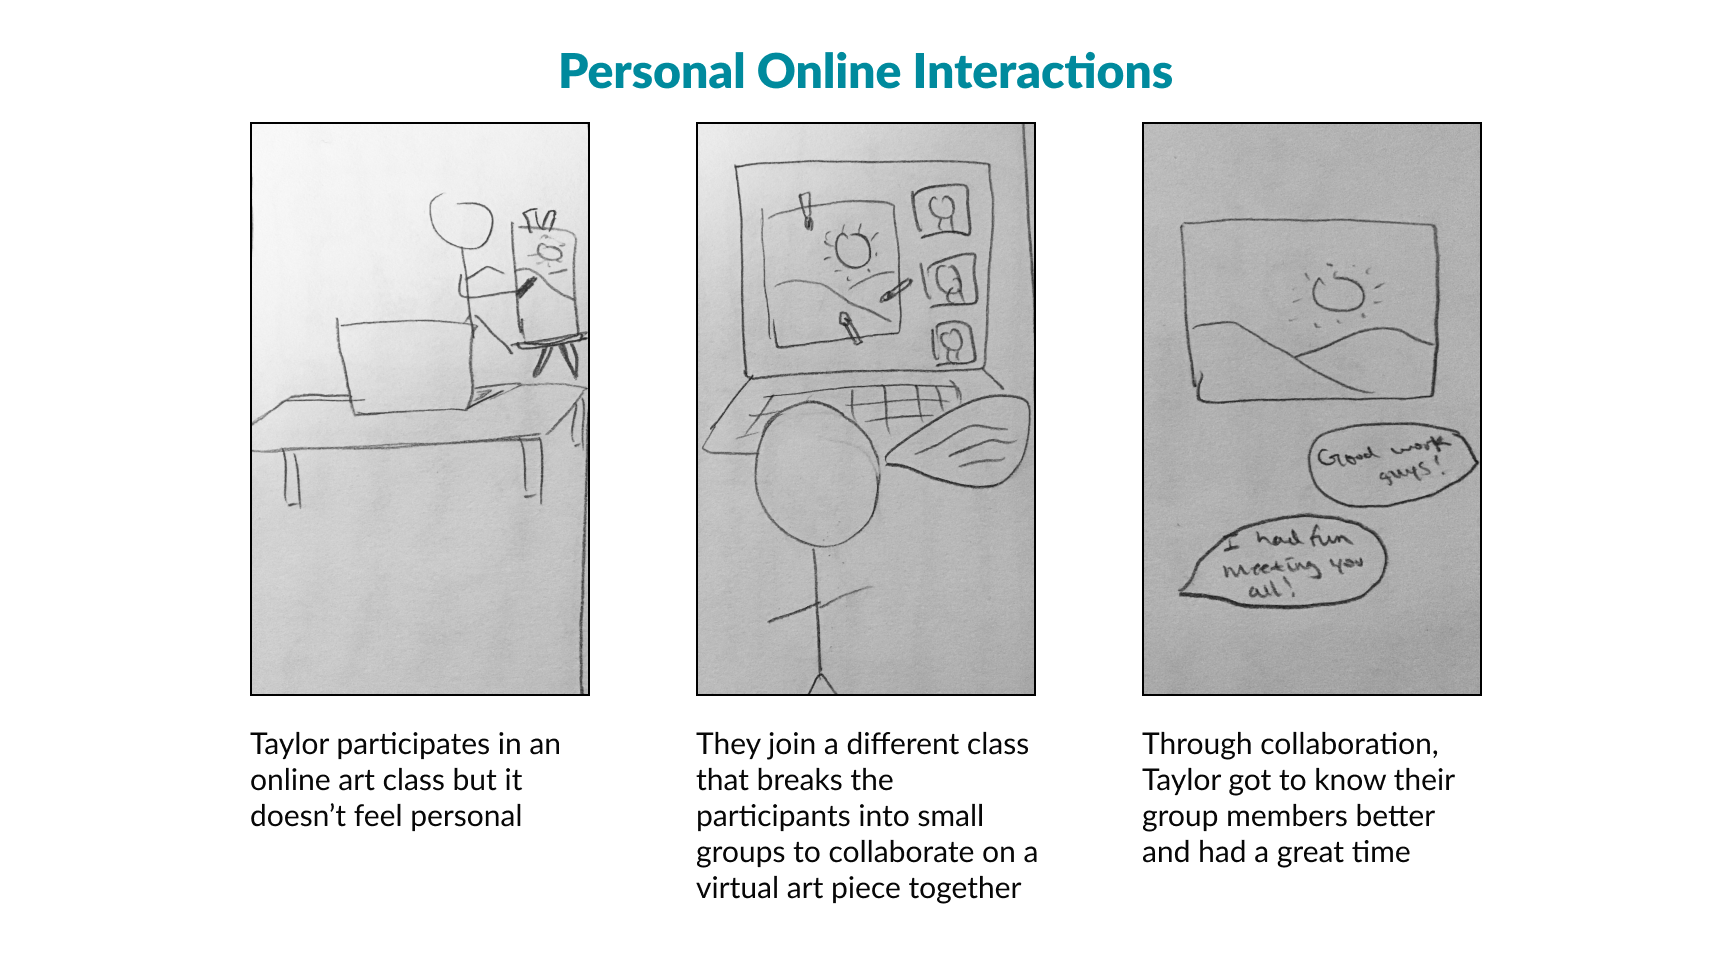 Personal Online Interactions
Good work
guys!
I had fun
meeting you
all!
Taylor participates in an
online art class but it
doesn’t feel personal
They join a different class
that breaks the
participants into small
groups to collaborate on a
virtual art piece together
Through collaboration,
Taylor got to know their
group members better
and had a great time